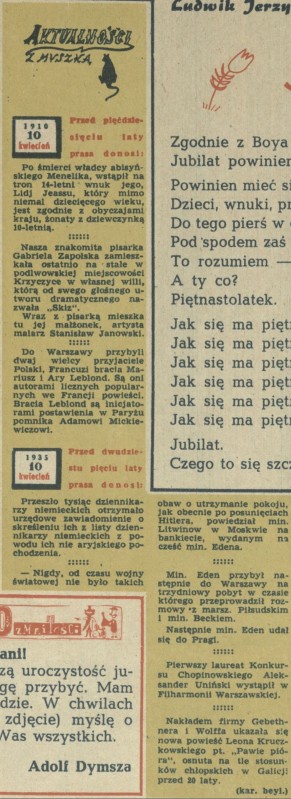 AKTUALNOŚCI
Z MYSZKĄ
1910
10
kwiecień
Przed pięćdzie-
sięciu laty
prasa donosi:
Po śmierci władcy abisyń-
skiego Menelika, wstąpił na
tron 14-letni wnuk jego,
Lidj Jeassu, który mimo
niemal dziecięcego wieku,
jest zgodnie z obyczajami
kraju, żonaty z dziewczynką
10-letnią.
Nasza znakomita pisarka
Gabriela Zapolska zamiesz-
kała ostatnio na stałe w
podlwowskiej miejscowości
Krzyczyce w własnej willi,
którą od swego głośnego u-
tworu dramatycznego na-
zwała „Skiz”.
Wraz z pisarką mieszka
tu jej małżonek, artysta
malarz Stanisław Janowski.
Do Warszawy przybyli
dwaj wielcy przyjaciele
Polski, Francuzi bracia Ma-
riusz i Ary Leblond. Są oni
autorami licznych popular-
nych we Francji powieści.
Bracia Leblond są inicjato-
rami postawienia w Paryżu
pomnika Adamowi Mickie-
wiczowi.
1935
10
kwiecień
Przed dwudzie-
stu pięciu laty
prasa donosi:
Przeszło tysiąc dziennika-
rzy niemieckich otrzymało
urzędowe zawiadomienie o
skreśleniu ich z listy dzien-
nikarzy niemieckich z po-
wodu ich nie aryjskiego po-
chodzenia.
— Nigdy, od czasu wojny
światowej nie było takich
obaw o utrzymanie pokoju,
jak obecnie po posunięciach
Hitlera, powiedział min.
Litwinow w Moskwie na
bankiecie, wydanym na
cześć min. Edena.
Min. Eden przybył na-
stępnie do Warszawy na
trzydniowy pobyt w czasie
którego przeprowadził roz-
mowy z marsz. Piłsudskim
i min. Beckiem.
Następnie min. Eden udał
się do Pragi.
Pierwszy laureat Konkur-
su Chopinowskiego Alek-
sander Uniński wystąpił w
Filharmonii Warszawskiej.
Nakładem firmy Gebeth-
nera i Wolffa ukazała się
nowa powieść Leona Krucz-
kowskiego pt. „Pawie pió-
ra”, osnuta na tle stosun-
ków chłopskich w Galicji
przed 20 laty.
(kar. beyl.)
Ludwik Jerzy
Zgodnie z Boya
Jubilat powinien
Powinien mieć si
Dzieci, wnuki, pr
Do tego pierś w
Pod spodem zaś
To rozumiem —
A ty co?
Piętnastolatek.
Jak się ma pięt
Jak się ma pięt
Jak się ma pięt
Jak się ma pięt
Jak się ma pięt
Jak się ma pięt
Jubilat.
Czego to się szcz
ani!
zą uroczystość ju-
gę przybyć. Mam
dzie. W chwilach
zdjęcie) myślę o
Was wszystkich.
Adolf Dymsza